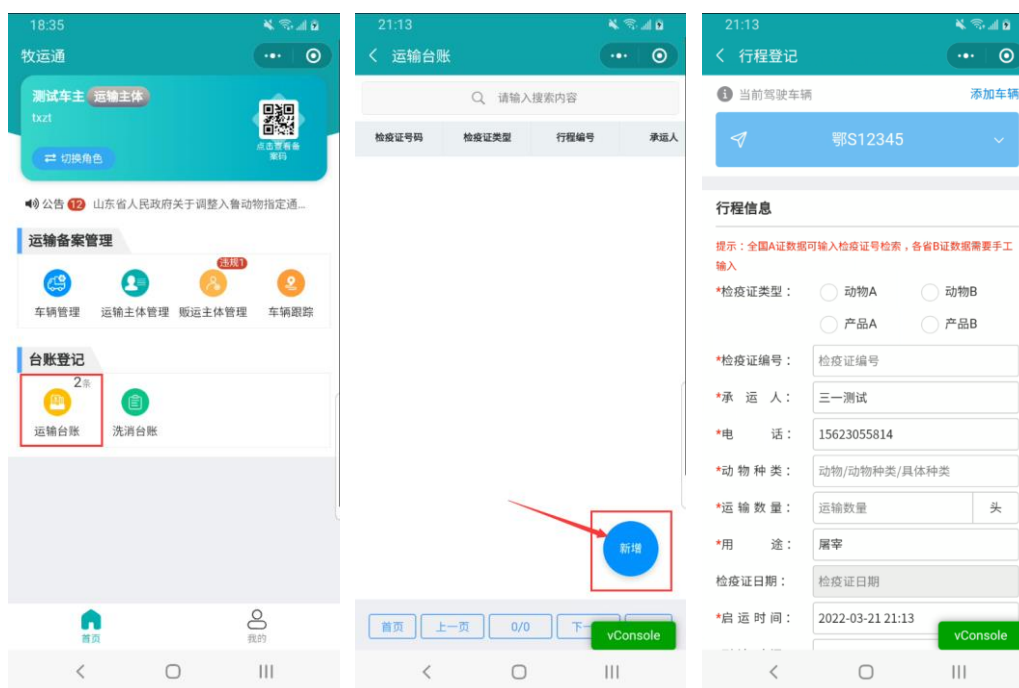 18:35
牧运通
测试车主 运输主体
txzt
点击查看备
案码
切换角色
公告 12 山东省人民政府关于调整入鲁动物指定通...
运输备案管理
违规1
车辆管理 运输主体管理 贩运主体管理 车辆跟踪
台账登记
2条
运输台账 洗消台账
首页 我的
21:13
运输台账
请输入搜索内容
检疫证号码 检疫证类型 行程编号 承运人
新增
首页 上一页 0/0 下一
vConsole
21:13
行程登记
当前驾驶车辆 添加车辆
鄂S12345
行程信息
提示：全国A证数据可输入检疫证号检索，各省B证数据需要手工
输入
*检疫证类型： 动物A 动物B
产品A 产品B
*检疫证编号： 检疫证编号
*承 运 人： 三一测试
*电 话： 15623055814
*动 物 种 类： 动物/动物种类/具体种类
*运 输 数 量： 运输数量 头
*用 途： 屠宰
检疫证日期： 检疫证日期
*启 运 时 间： 2022-03-21 21:13
vConsole